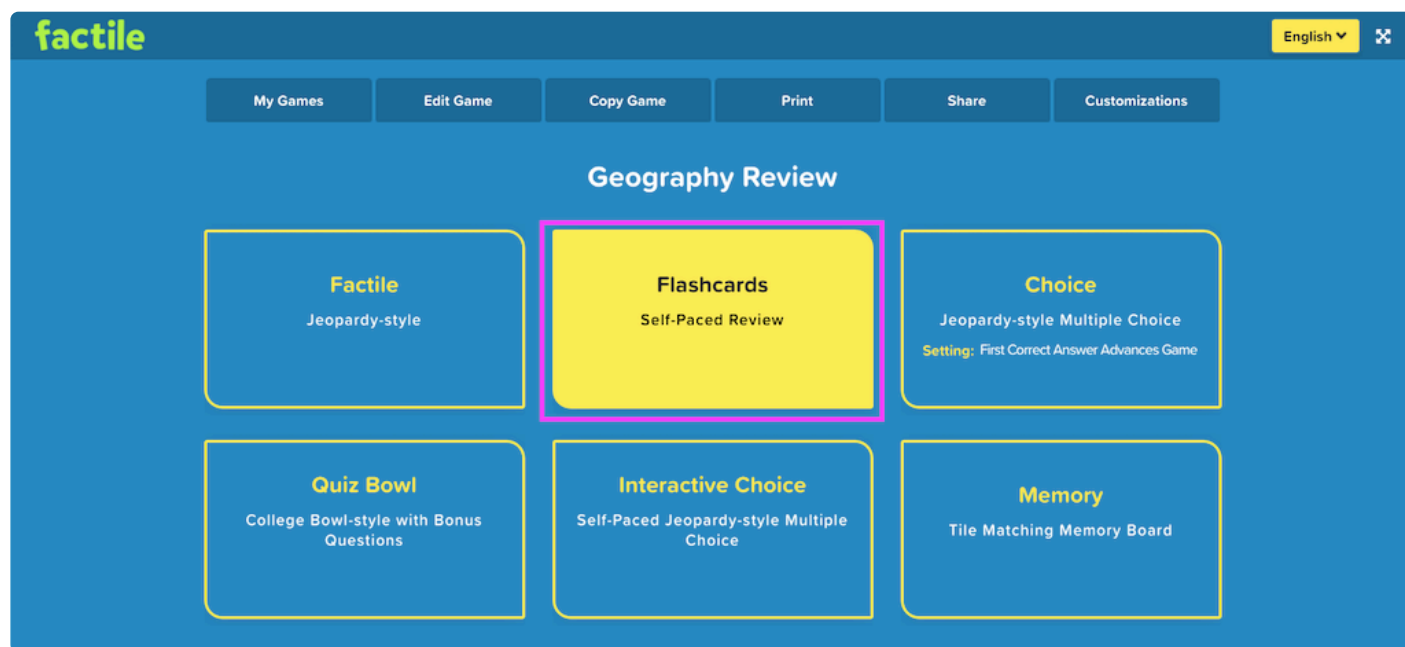 factile
English
My Games
Edit Game
Copy Game
Print
Share
Customizations
Geography Review
Factile
Jeopardy-style
Flashcards
Self-Paced Review
Choice
Jeopardy-style Multiple Choice
Setting: First Correct Answer Advances Game
Quiz Bowl
College Bowl-style with Bonus
Questions
Interactive Choice
Self-Paced Jeopardy-style Multiple
Choice
Memory
Tile Matching Memory Board